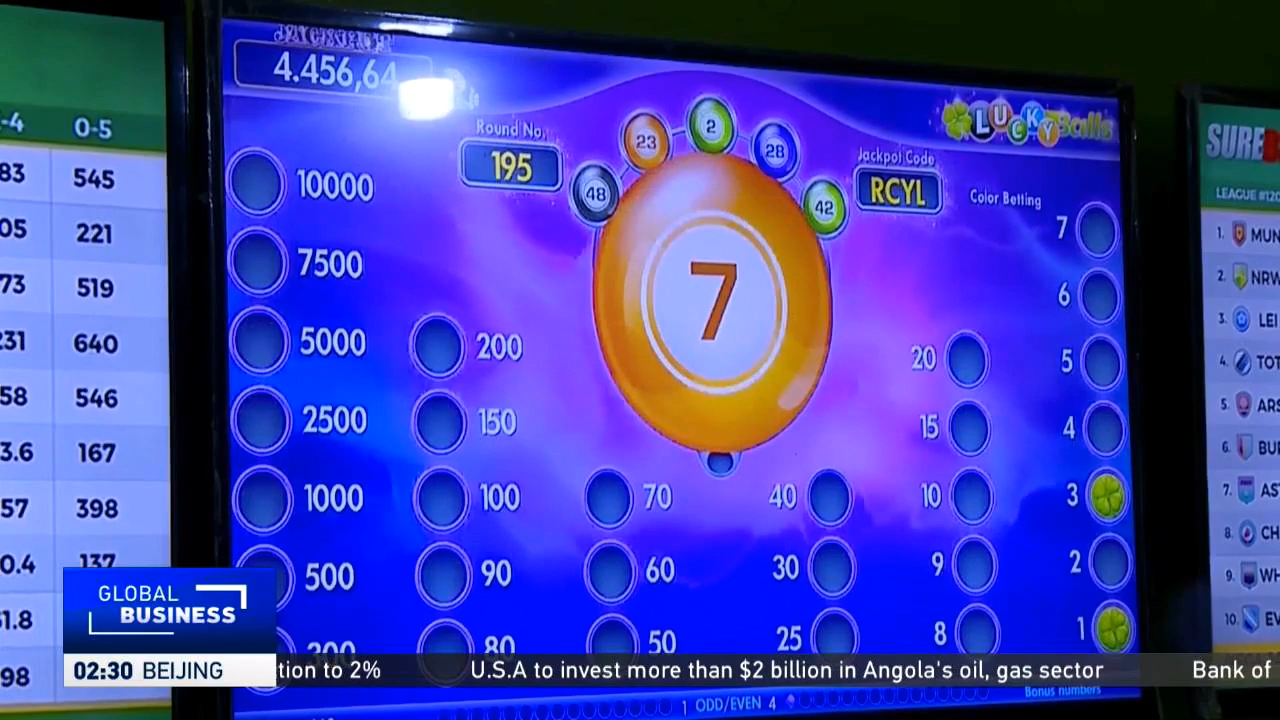 -4 0-5
83 545
05 221
73 519
231 640
58 546
3.6 167
57 398
0.4 137
61.8
98
JACKPOT
4.456,64
Round No.
195
48
23
2
28
42
7
Jackpot Code
RCYL
LUCKY Balls
Color Betting
10000
7500
5000
2500
1000
500
300
200
150
100
90
80
70
60
50
40
30
25
20
15
10
9
8
7
6
5
4
3
2
1
1 ODD/EVEN 4
Bonus numbers
SURE
LEAGUE #120
1. MUN
2. NRW
3. LEI
4. TOT
5. ARS
6. BUR
7. AST
8. CH
9. WH
10. EV
GLOBAL
BUSINESS
02:30 BEIJING
tion to 2% U.S.A to invest more than $2 billion in Angola's oil, gas sector Bank of